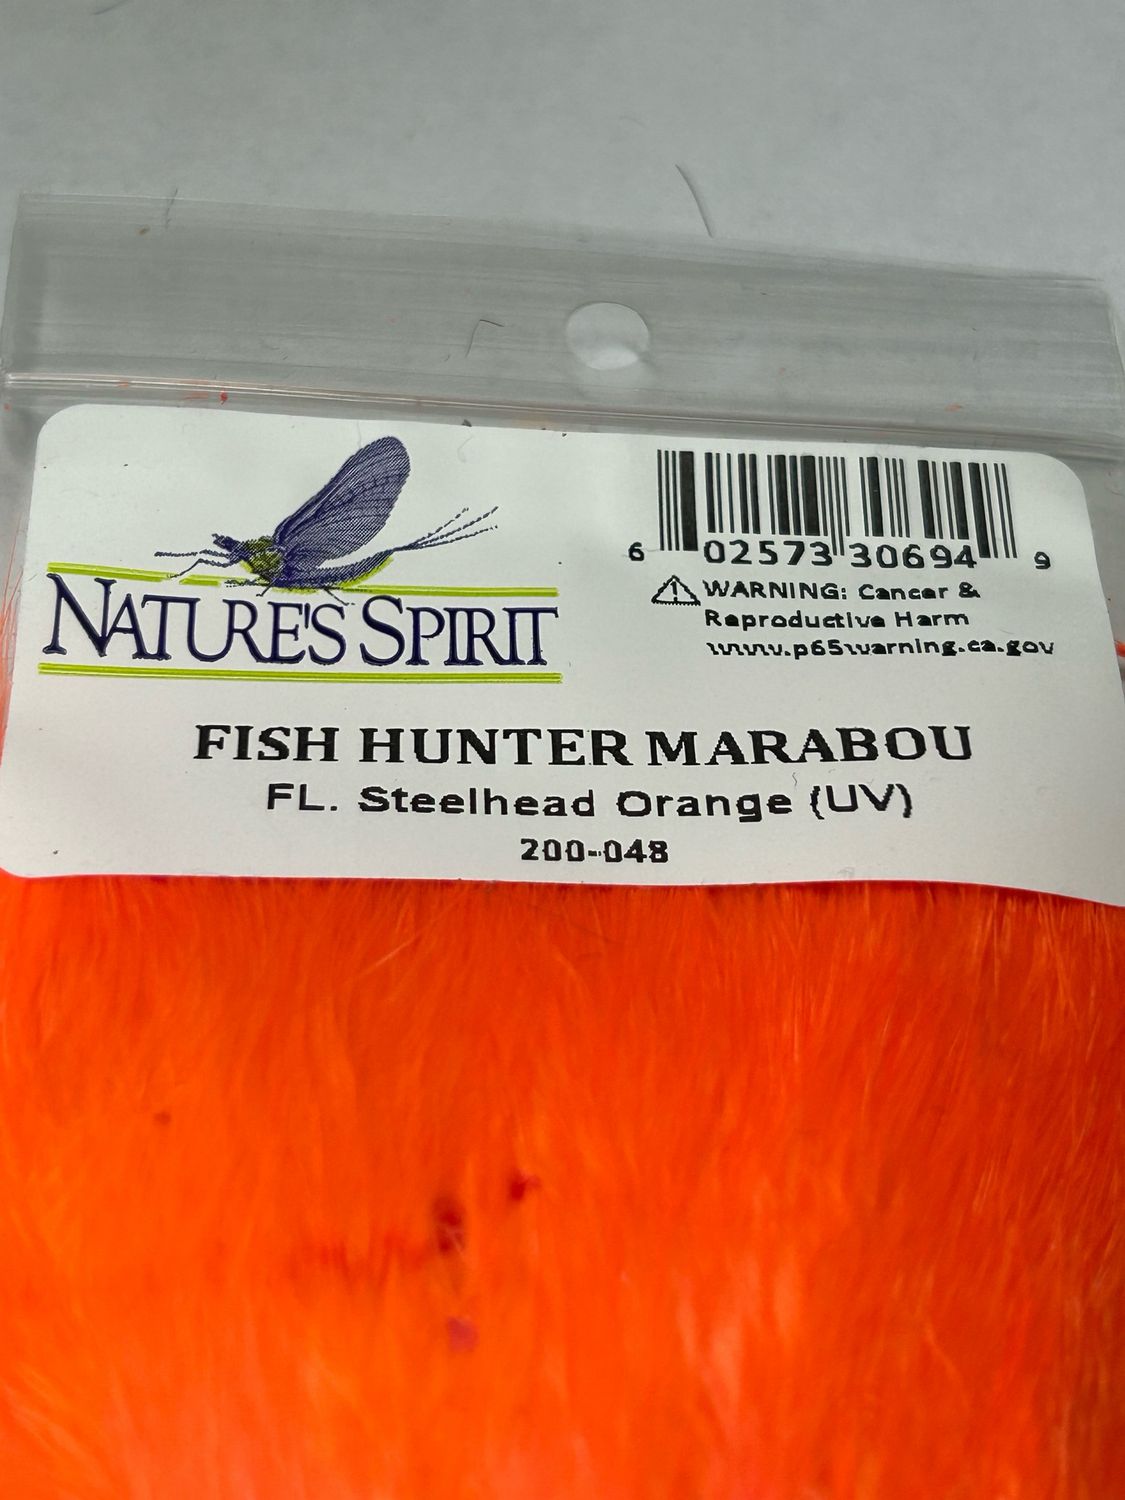 NATURE'S SPIRIT
6 02573 30694 9
WARNING: Cancer &
Reproductive Harm
www.p65warning.ca.gov
FISH HUNTER MARABOU
FL. Steelhead Orange (UV)
200-048